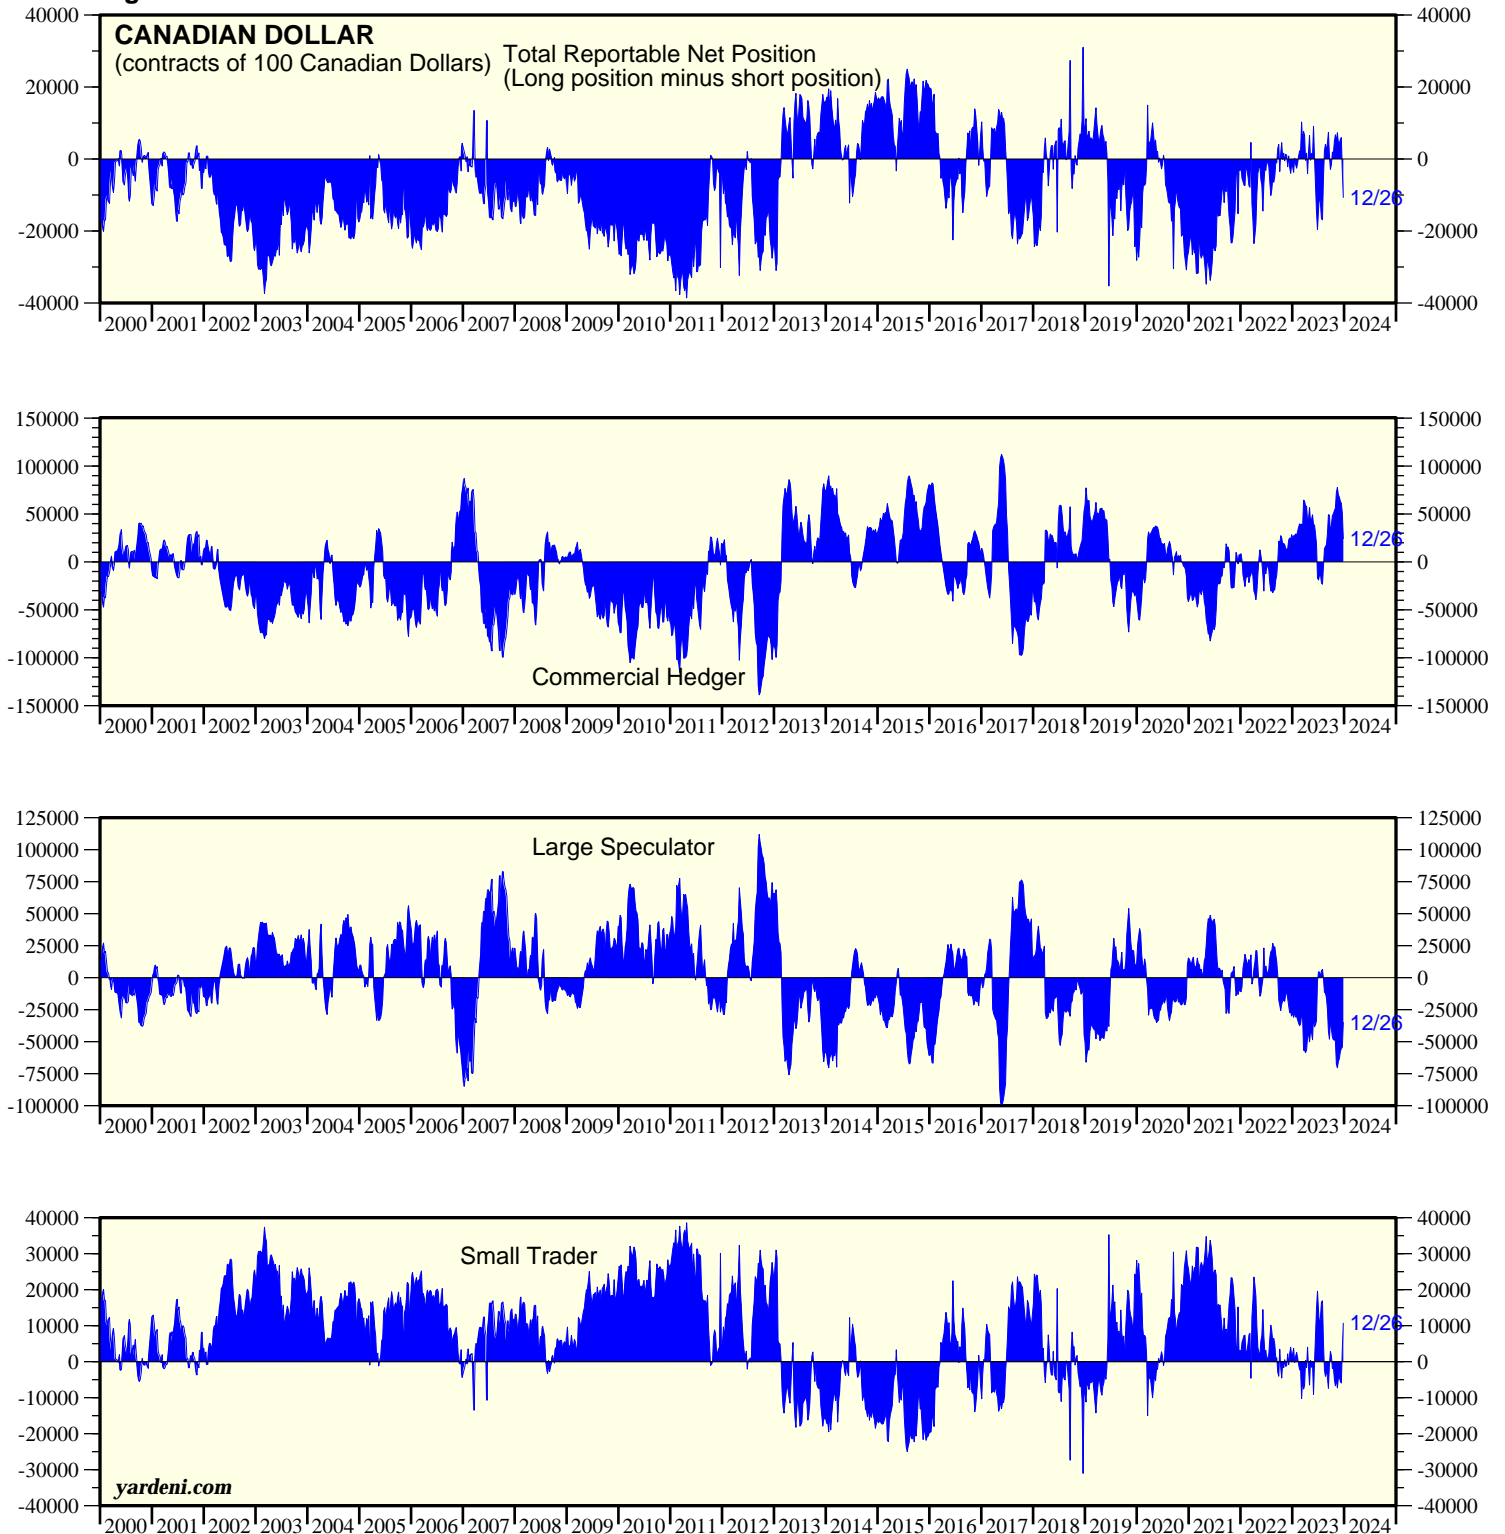 CANADIAN DOLLAR
(contracts of 100 Canadian Dollars)
Total Reportable Net Position
(Long position minus short position)
40000 40000
20000 20000
0 0
12/26
-20000 -20000
-40000 -40000
2000 2001 2002 2003 2004 2005 2006 2007 2008 2009 2010 2011 2012 2013 2014 2015 2016 2017 2018 2019 2020 2021 2022 2023 2024
150000 150000
100000 100000
50000 50000
12/26
0 0
-50000 -50000
-100000 -100000
Commercial Hedger
-150000 -150000
2000 2001 2002 2003 2004 2005 2006 2007 2008 2009 2010 2011 2012 2013 2014 2015 2016 2017 2018 2019 2020 2021 2022 2023 2024
125000 125000
Large Speculator
100000 100000
75000 75000
50000 50000
25000 25000
0 0
-25000 -25000
12/26
-50000 -50000
-75000 -75000
-100000 -100000
2000 2001 2002 2003 2004 2005 2006 2007 2008 2009 2010 2011 2012 2013 2014 2015 2016 2017 2018 2019 2020 2021 2022 2023 2024
40000 40000
Small Trader
30000 30000
20000 20000
12/26
10000 10000
0 0
-10000 -10000
-20000 -20000
-30000 -30000
yardeni.com
-40000 -40000
2000 2001 2002 2003 2004 2005 2006 2007 2008 2009 2010 2011 2012 2013 2014 2015 2016 2017 2018 2019 2020 2021 2022 2023 2024